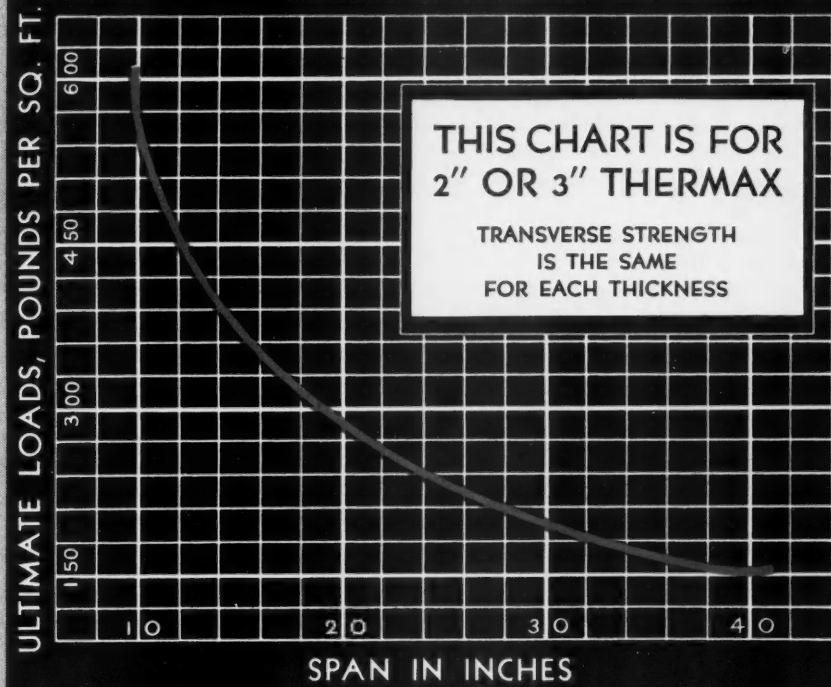 ULTIMATE LOADS, POUNDS PER SQ. FT.
600
450
300
150
THIS CHART IS FOR
2" OR 3" THERMAX
TRANSVERSE STRENGTH
IS THE SAME
FOR EACH THICKNESS
10 20 30 40
SPAN IN INCHES